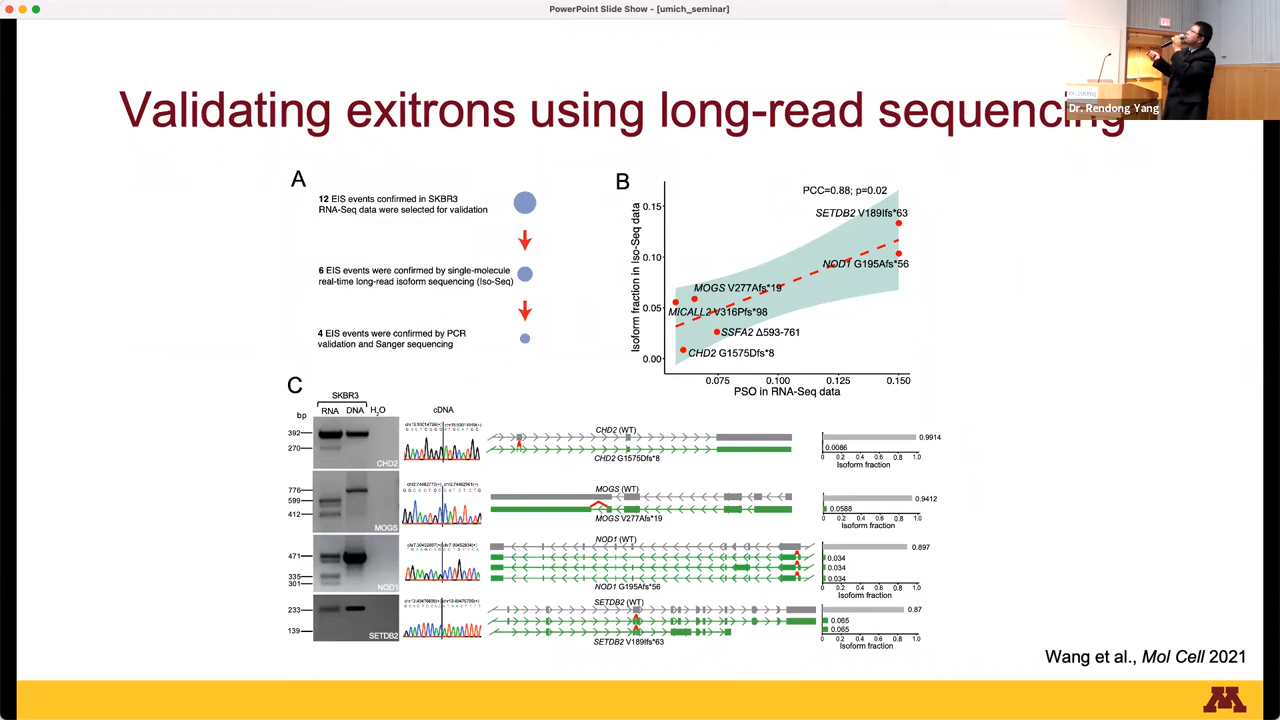 PowerPoint Slide Show - [umich_seminar]
Dr. Rendong Yang
Validating exitrons using long-read sequencing
A
12 EIS events confirmed in SKBR3
RNA-Seq data were selected for validation
6 EIS events were confirmed by single-molecule
real-time long-read isoform sequencing (Iso-Seq)
4 EIS events were confirmed by PCR
validation and Sanger sequencing
B
PCC=0.88; p=0.02
Isoform fraction in Iso-Seq data
0.15
0.10
0.05
0.00
SETDB2 V189Ifs*63
NOD1 G195Afs*56
MOGS V277Afs*19
MICALL2 V316Pfs*98
SSFA2 Δ593-761
CHD2 G1575Dfs*8
0.075 0.100 0.125 0.150
PSO in RNA-Seq data
C
SKBR3
bp RNA DNA H2O
cDNA
392
270
CHD2
CHD2 (WT)
CHD2 G1575Dfs*8
0.9914
0.0086
0 0.2 0.4 0.6 0.8 1.0
Isoform fraction
776
599
412
MOGS
MOGS (WT)
MOGS V277Afs*19
0.9412
0.0588
0 0.2 0.4 0.6 0.8 1.0
Isoform fraction
471
335
301
NOD1
NOD1 (WT)
NOD1 G195Afs*56
0.897
0.034
0.034
0.034
0 0.2 0.4 0.6 0.8 1.0
Isoform fraction
233
139
SETDB2
SETDB2 (WT)
SETDB2 V189Ifs*63
0.87
0.065
0.065
0 0.2 0.4 0.6 0.8 1.0
Isoform fraction
Wang et al., Mol Cell 2021
M